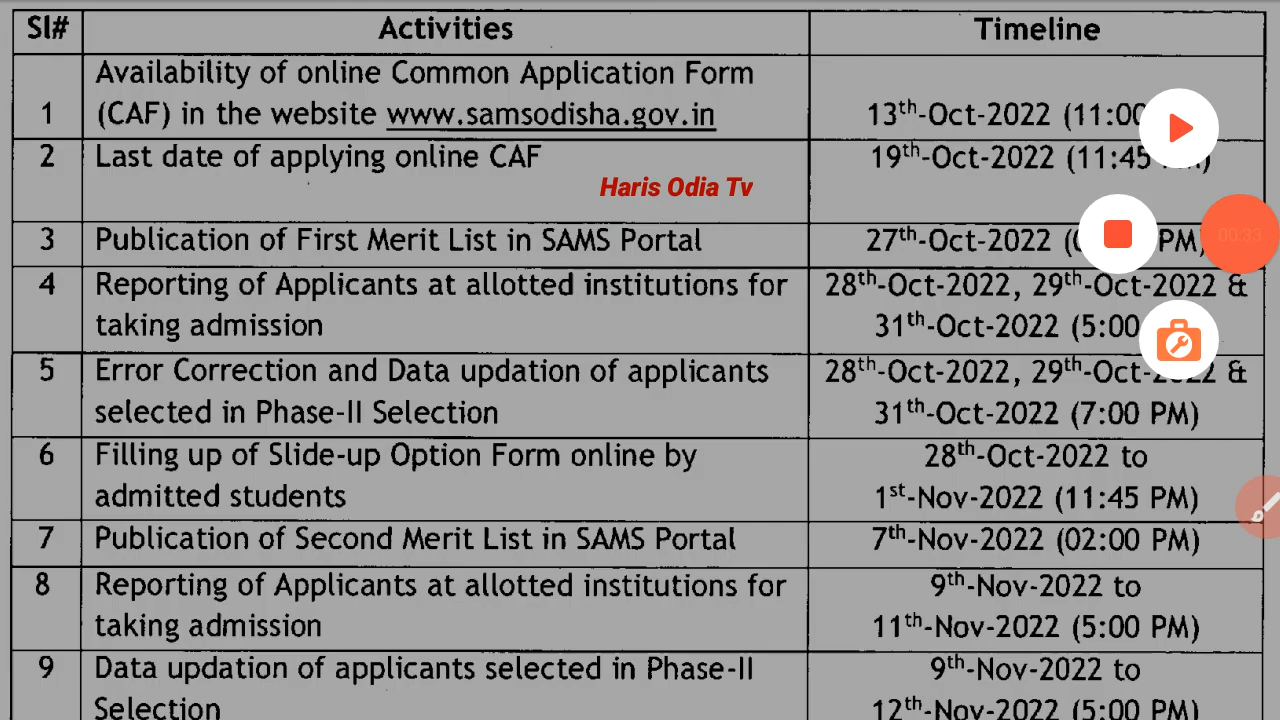 Sl# Activities Timeline
Availability of online Common Application Form
1 (CAF) in the website www.samsodisha.gov.in 13th-Oct-2022 (11:00
2 Last date of applying online CAF 19th-Oct-2022 (11:45
Haris Odia Tv
3 Publication of First Merit List in SAMS Portal 27th-Oct-2022 PM)
00:33
4 Reporting of Applicants at allotted institutions for 28th-Oct-2022, 29th-Oct-2022 &
taking admission 31th-Oct-2022 (5:00
5 Error Correction and Data updation of applicants 28th-Oct-2022, 29th-Oct-2022 &
selected in Phase-II Selection 31th-Oct-2022 (7:00 PM)
6 Filling up of Slide-up Option Form online by 28th-Oct-2022 to
admitted students 1st-Nov-2022 (11:45 PM)
7 Publication of Second Merit List in SAMS Portal 7th-Nov-2022 (02:00 PM)
8 Reporting of Applicants at allotted institutions for 9th-Nov-2022 to
taking admission 11th-Nov-2022 (5:00 PM)
9 Data updation of applicants selected in Phase-II 9th-Nov-2022 to
Selection 12th-Nov-2022 (5:00 PM)